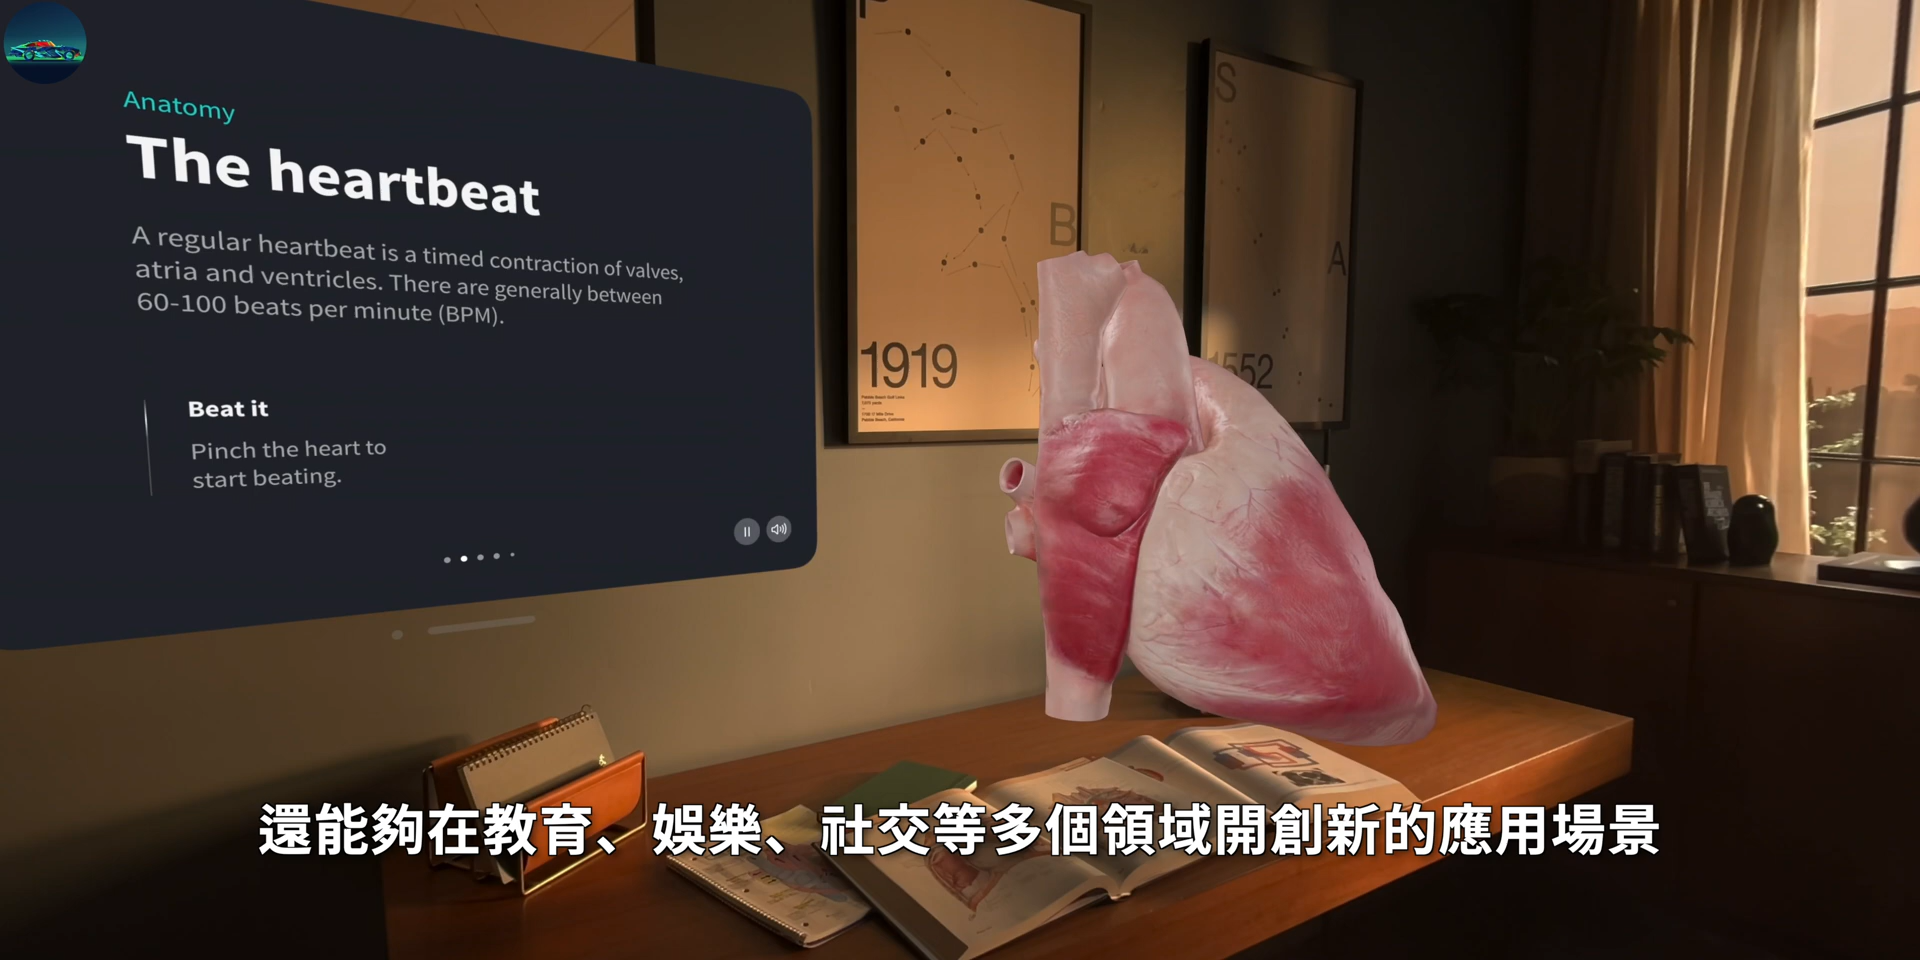 Anatomy
The heartbeat
A regular heartbeat is a timed contraction of valves,
atria and ventricles. There are generally between
60-100 beats per minute (BPM).
Beat it
Pinch the heart to
start beating.
B
1919
S
A
1552
還能夠在教育、娛樂、社交等多個領域開創新的應用場景